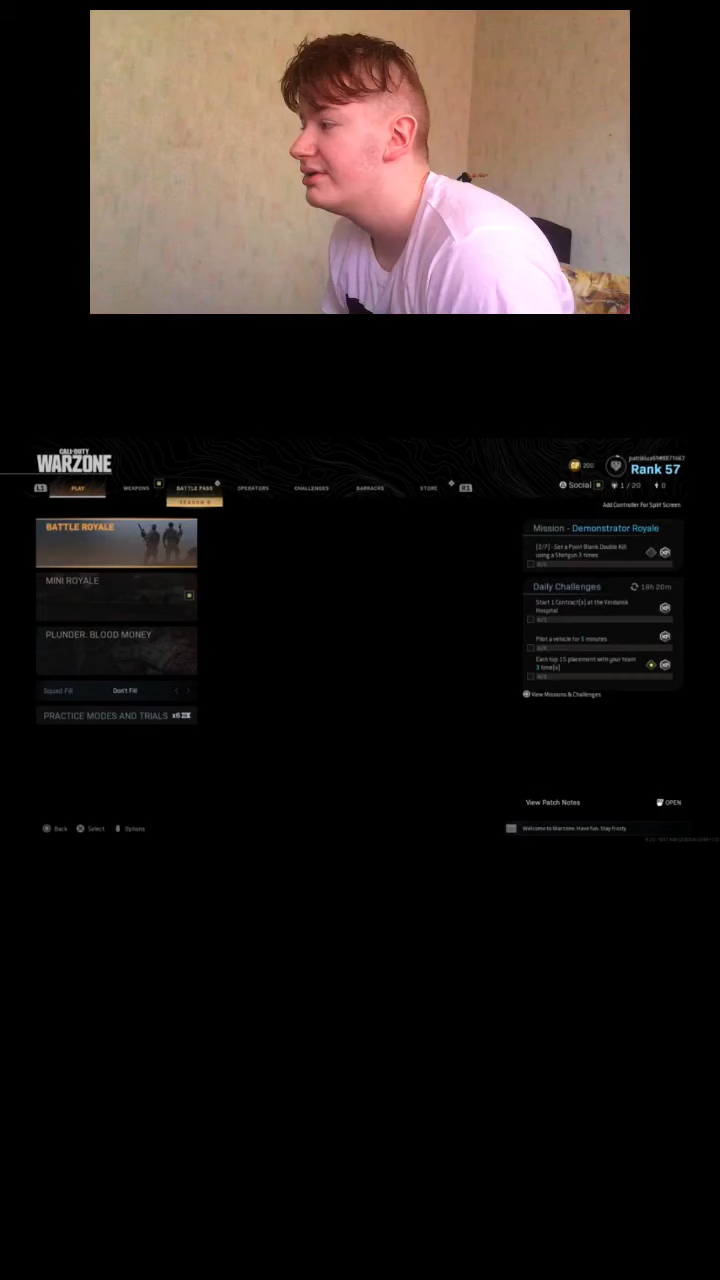 CALL OF DUTY
WARZONE
CP 200
Rank 57
L1
PLAY
WEAPONS
BATTLE PASS
OPERATORS
CHALLENGES
BARRACKS
STORE
R1
SEASON 6
Social
1 / 20
0
Add Controller For Split Screen
BATTLE ROYALE
MINI ROYALE
PLUNDER: BLOOD MONEY
Squad Fill
Don't Fill
PRACTICE MODES AND TRIALS x6
Mission - Demonstrator Royale
[2/7] - Get a Point Blank Double Kill
using a Shotgun 3 times
Daily Challenges
18h 20m
Start 1 Contract[s] at the Verdansk
Hospital
Pilot a vehicle for 5 minutes
Earn top 15 placement with your team
3 time[s]
View Missions & Challenges
View Patch Notes
OPEN
Back
Select
Options
Welcome to Warzone. Have fun. Stay frosty.